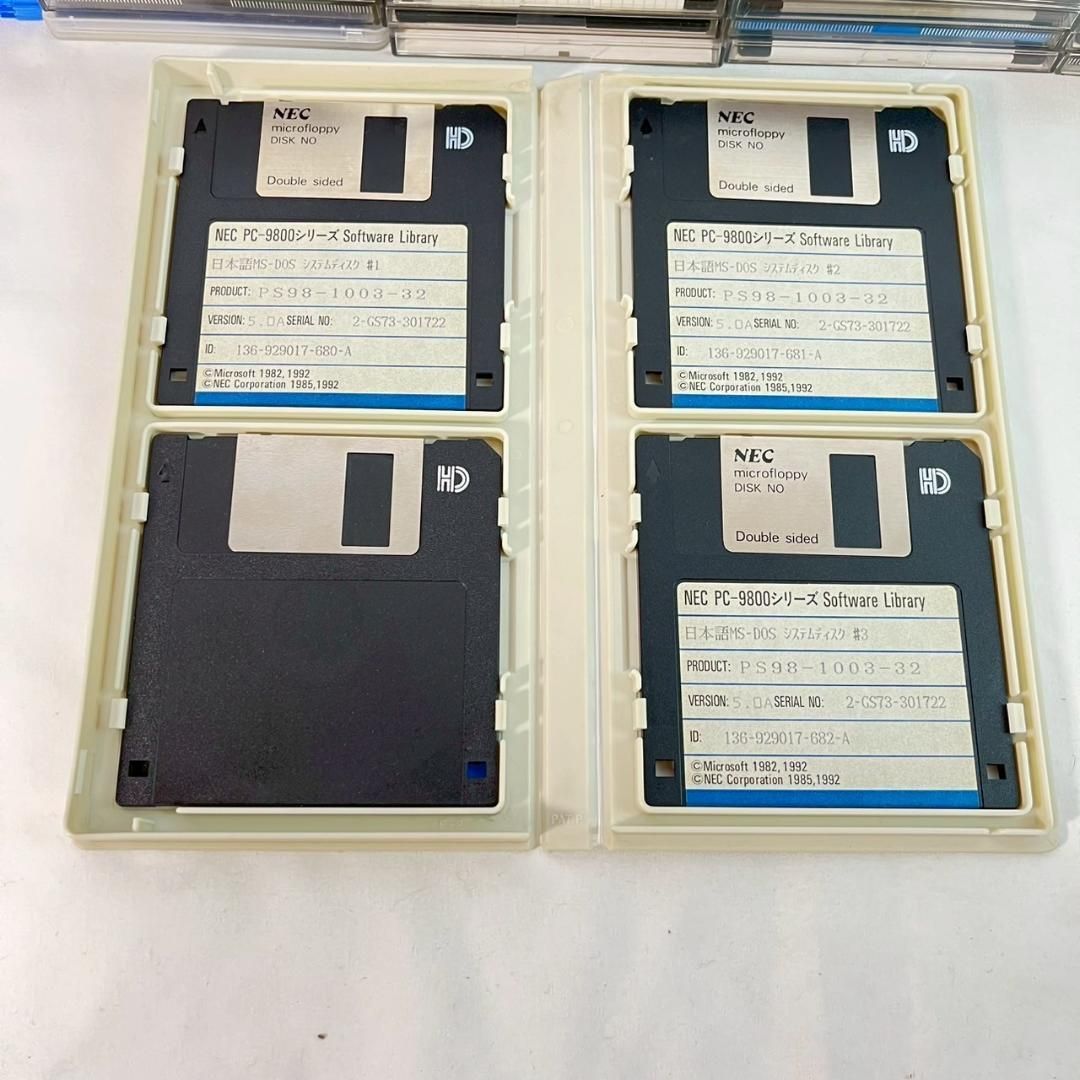 NEC
microfloppy
DISK NO
Double sided
HD
NEC PC-9800シリーズ Software Library
日本語MS-DOS システムディスク #1
PRODUCT: PS98-1003-32
VERSION: 5.0A SERIAL NO: 2-GS73-301722
ID: 136-929017-680-A
©Microsoft 1982,1992
©NEC Corporation 1985,1992
NEC
microfloppy
DISK NO
Double sided
HD
NEC PC-9800シリーズ Software Library
日本語MS-DOS システムディスク #2
PRODUCT: PS98-1003-32
VERSION: 5.0A SERIAL NO: 2-GS73-301722
ID: 136-929017-681-A
©Microsoft 1982,1992
©NEC Corporation 1985,1992
HD
NEC
microfloppy
DISK NO
Double sided
HD
NEC PC-9800シリーズ Software Library
日本語MS-DOS システムディスク #3
PRODUCT: PS98-1003-32
VERSION: 5.0A SERIAL NO: 2-GS73-301722
ID: 136-929017-682-A
©Microsoft 1982,1992
©NEC Corporation 1985,1992